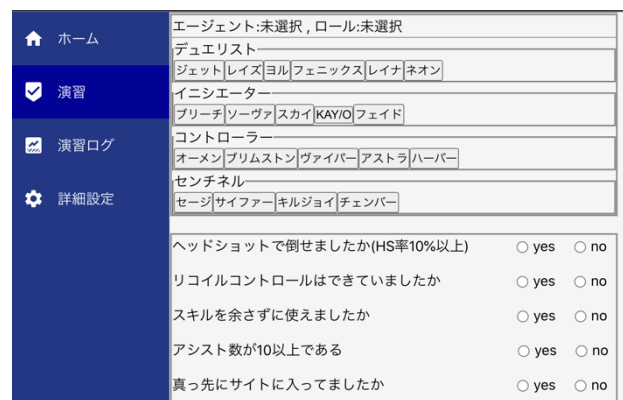 ホーム
演習
演習ログ
詳細設定
エージェント:未選択 , ロール:未選択
デュエリスト
ジェット レイズ ヨル フェニックス レイナ ネオン
イニシエーター
ブリーチ ソーヴァ スカイ KAY/O フェイド
コントローラー
オーメン ブリムストン ヴァイパー アストラ ハーバー
センチネル
セージ サイファー キルジョイ チェンバー
ヘッドショットで倒せましたか(HS率10%以上) yes no
リコイルコントロールはできていましたか yes no
スキルを余さずに使えましたか yes no
アシスト数が10以上である yes no
真っ先にサイトに入ってましたか yes no